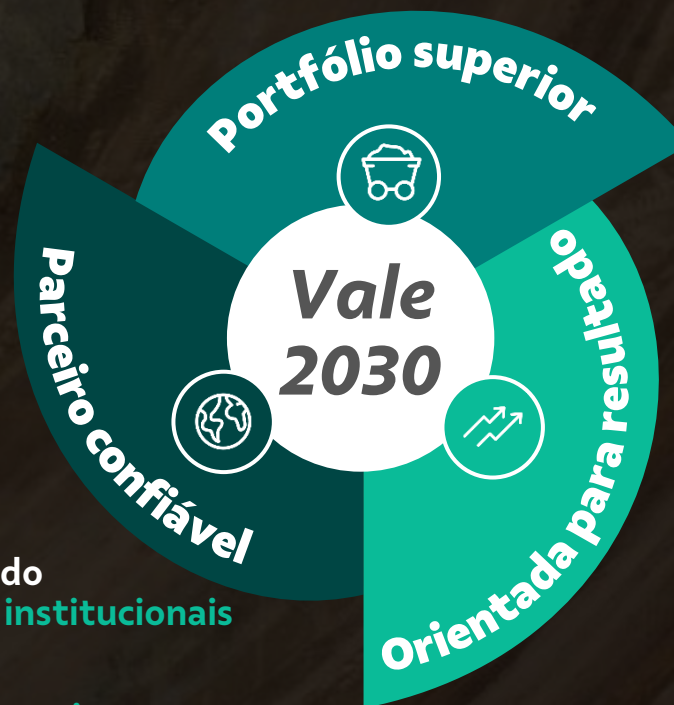 Portfólio superior
Vale
2030
Orientada para resultado
Parceiro confiável
do
institucionais